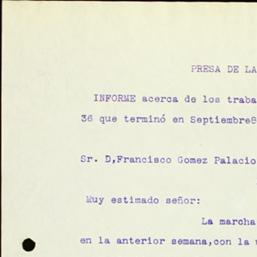 PRESA DE LA
INFORME acerca de los traba
36 que terminó en Septiembre8
Sr. D,Francisco Gomez Palacio
Muy estimado señor:
La marcha
en la anterior semana,con la